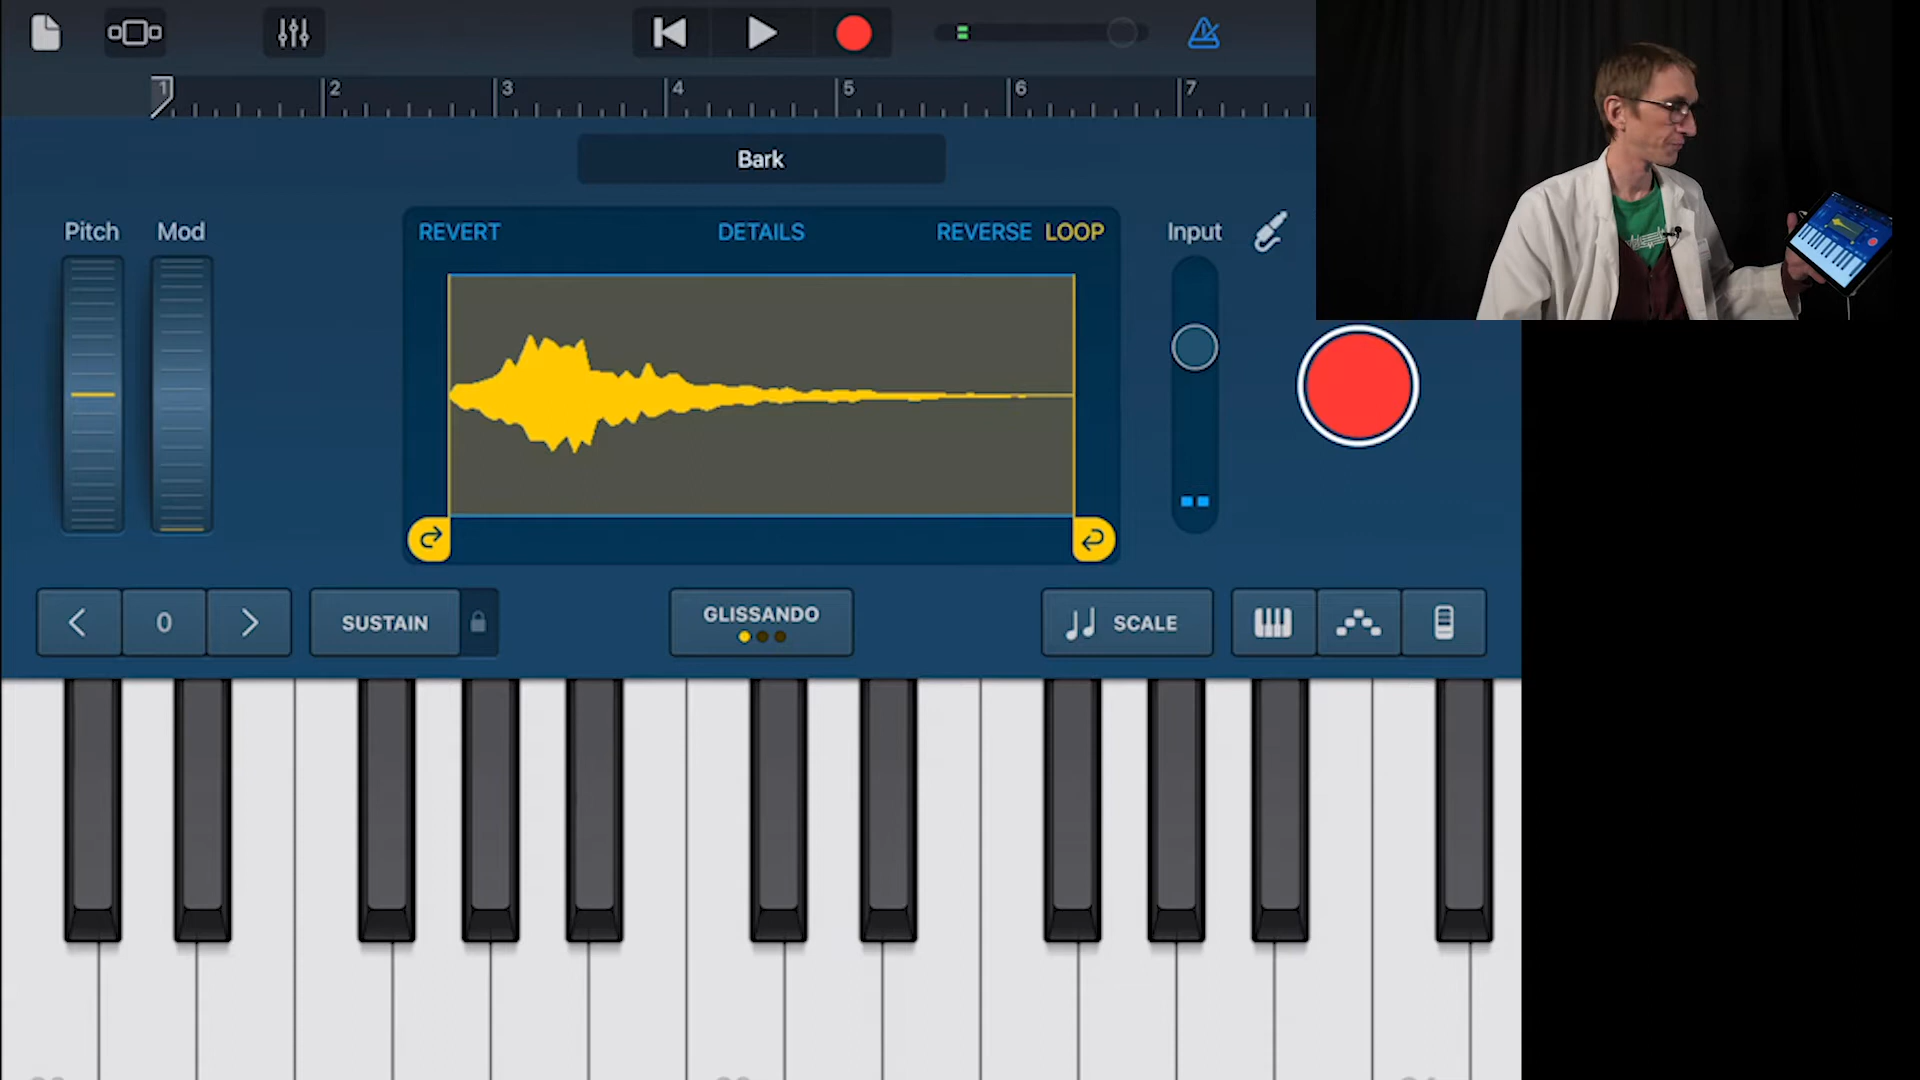 1 2 3 4 5 6 7
Bark
Pitch Mod
REVERT DETAILS REVERSE LOOP
Input
0 SUSTAIN GLISSANDO SCALE